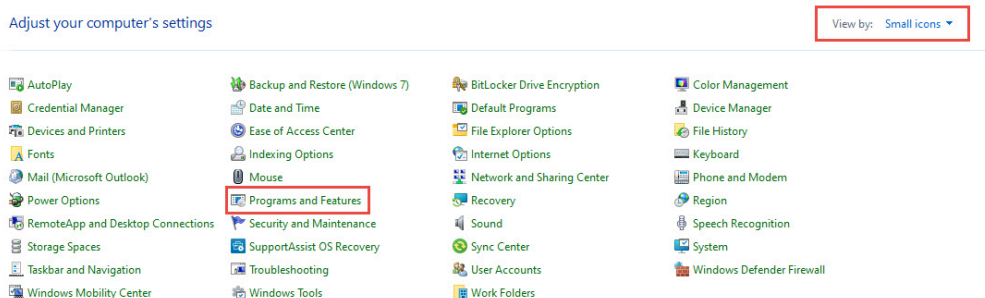 Adjust your computer's settings
View by: Small icons
AutoPlay
Backup and Restore (Windows 7)
BitLocker Drive Encryption
Color Management
Credential Manager
Date and Time
Default Programs
Device Manager
Devices and Printers
Ease of Access Center
File Explorer Options
File History
Fonts
Indexing Options
Internet Options
Keyboard
Mail (Microsoft Outlook)
Mouse
Network and Sharing Center
Phone and Modem
Power Options
Programs and Features
Recovery
Region
RemoteApp and Desktop Connections
Security and Maintenance
Sound
Speech Recognition
Storage Spaces
SupportAssist OS Recovery
Sync Center
System
Taskbar and Navigation
Troubleshooting
User Accounts
Windows Defender Firewall
Windows Mobility Center
Windows Tools
Work Folders